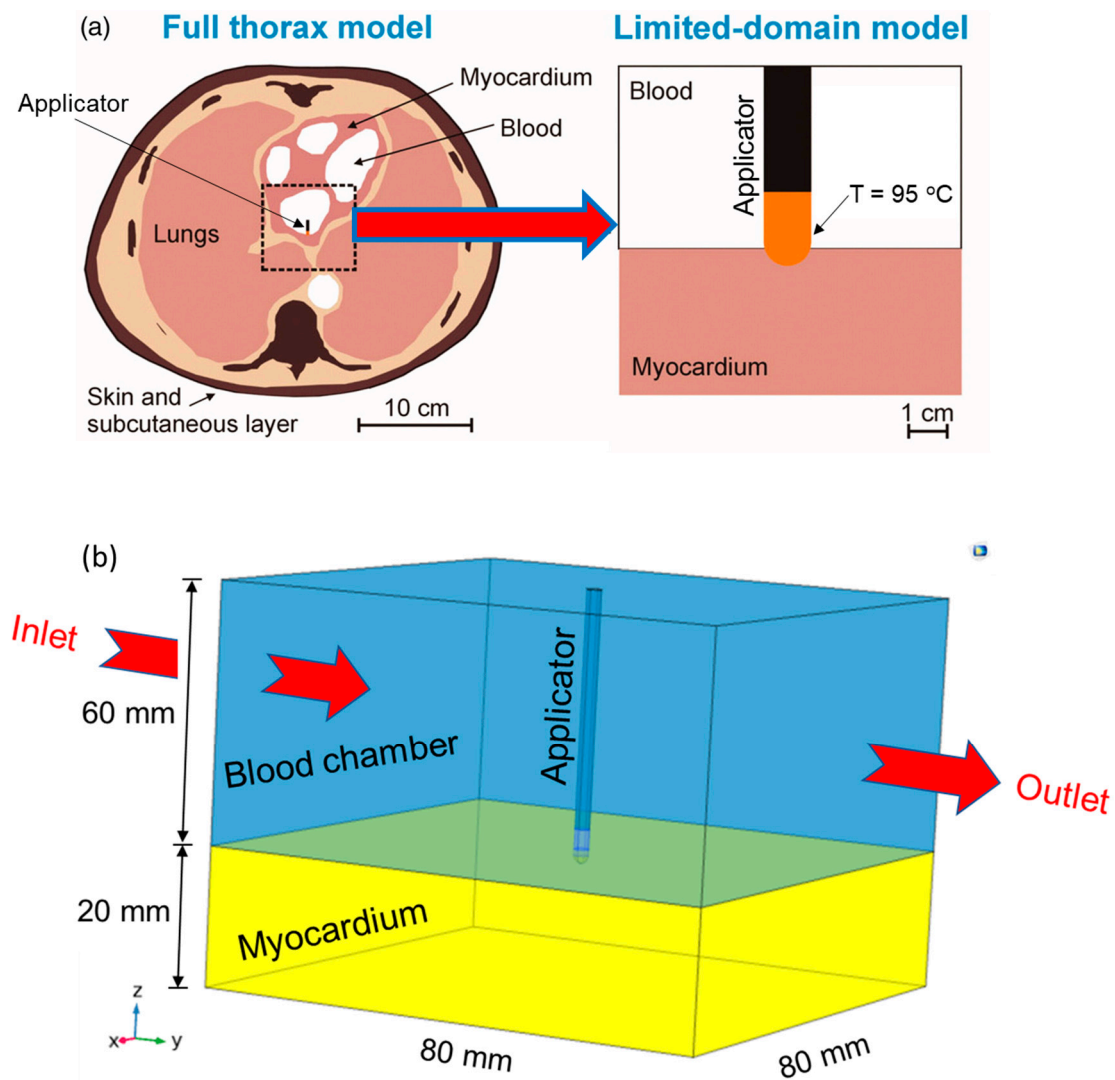 (a)
Full thorax model
Limited-domain model
Applicator
Myocardium
Blood
Lungs
Skin and
subcutaneous layer
10 cm
Blood
Applicator
T = 95 °C
Myocardium
1 cm
(b)
Inlet
60 mm
Blood chamber
Applicator
Outlet
20 mm
Myocardium
z
x
y
80 mm
80 mm